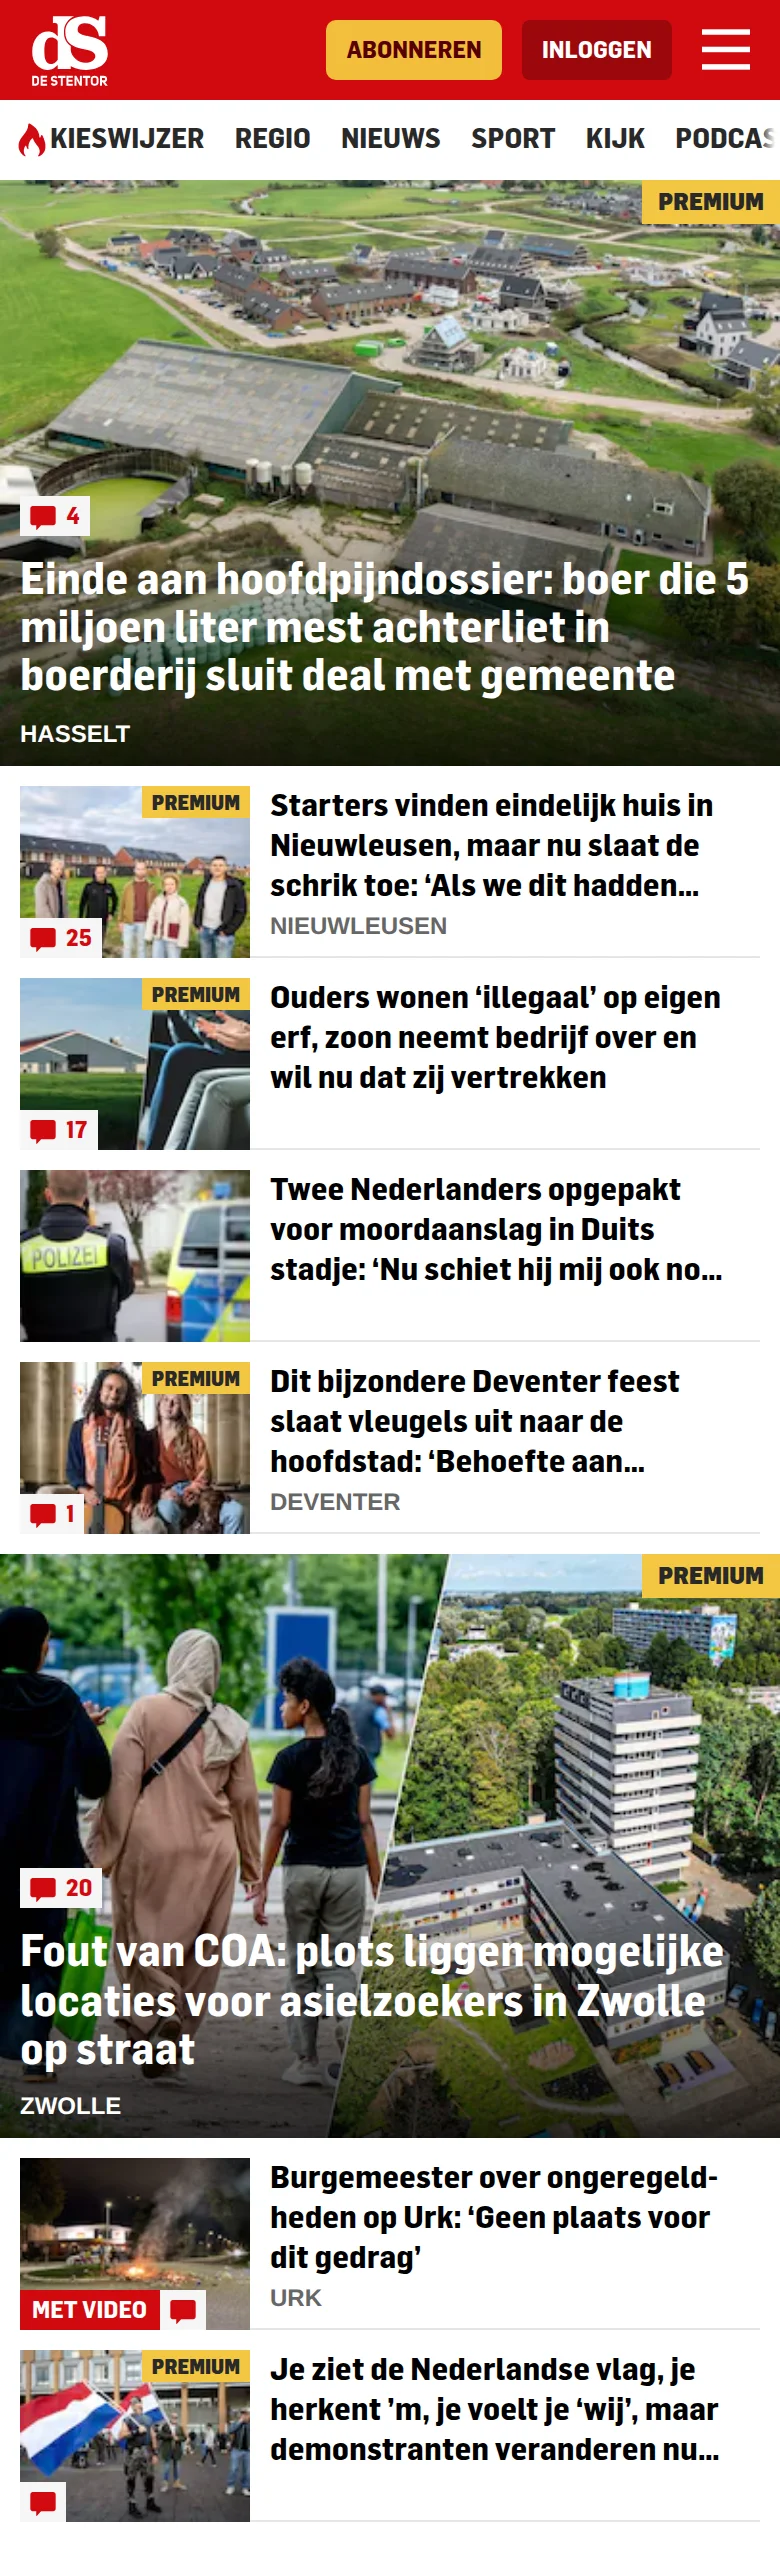 dS
DE STENTOR
ABONNEREN
INLOGGEN
KIESWIJZER REGIO NIEUWS SPORT KIJK PODCAS
PREMIUM
4
Einde aan hoofdpijndossier: boer die 5
miljoen liter mest achterliet in
boerderij sluit deal met gemeente
HASSELT
PREMIUM
25
Starters vinden eindelijk huis in
Nieuwleusen, maar nu slaat de
schrik toe: ‘Als we dit hadden...
NIEUWLEUSEN
PREMIUM
17
Ouders wonen ‘illegaal’ op eigen
erf, zoon neemt bedrijf over en
wil nu dat zij vertrekken
POLIZEI
Twee Nederlanders opgepakt
voor moordaanslag in Duits
stadje: ‘Nu schiet hij mij ook no...
PREMIUM
1
Dit bijzondere Deventer feest
slaat vleugels uit naar de
hoofdstad: ‘Behoefte aan...
DEVENTER
PREMIUM
20
Fout van COA: plots liggen mogelijke
locaties voor asielzoekers in Zwolle
op straat
ZWOLLE
MET VIDEO
Burgemeester over ongeregeld-
heden op Urk: ‘Geen plaats voor
dit gedrag’
URK
PREMIUM
Je ziet de Nederlandse vlag, je
herkent ’m, je voelt je ‘wij’, maar
demonstranten veranderen nu...